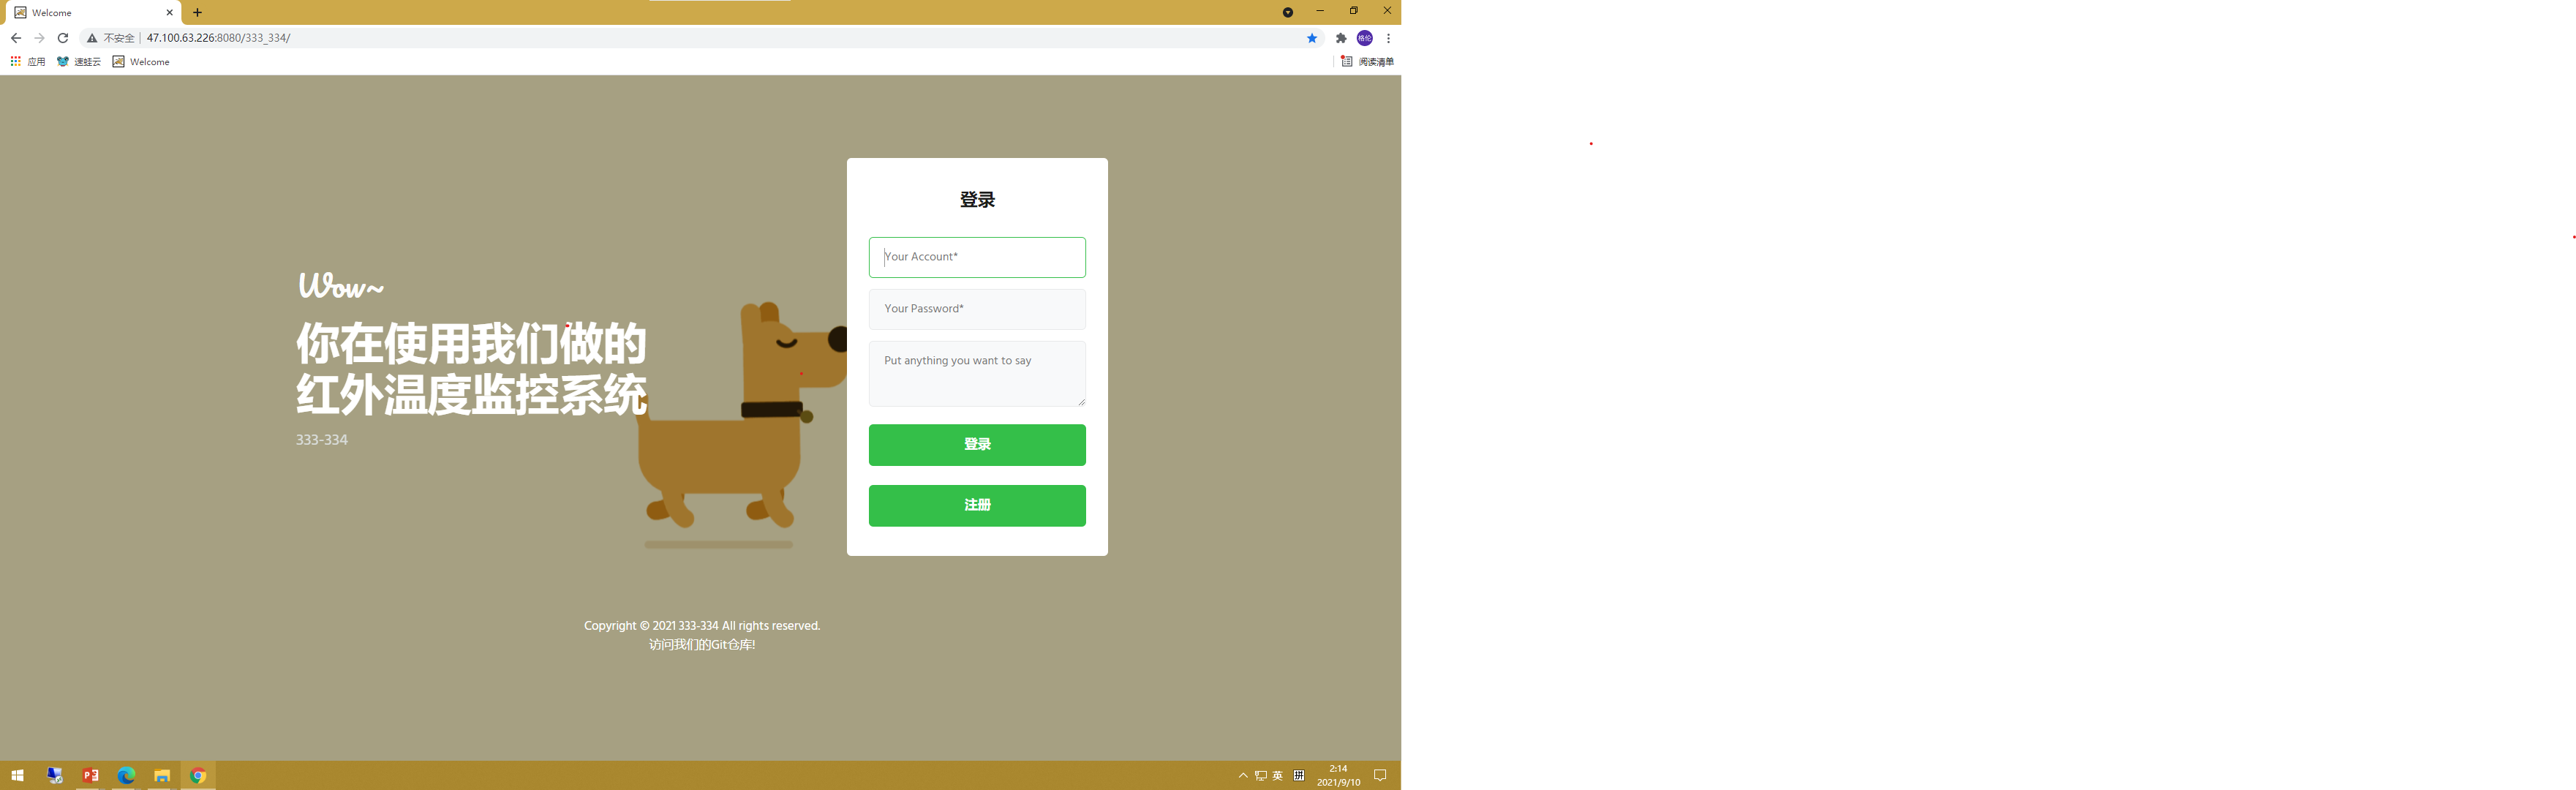 Welcome
不安全 47.100.63.226:8080/333_334/
格伦
应用 速蛙云 Welcome 阅读清单
登录
Your Account*
Your Password*
Put anything you want to say
登录
注册
Wow~
你在使用我们做的
红外温度监控系统
333-334
Copyright © 2021 333-334 All rights reserved.
访问我们的Git仓库!
英 拼 2:14
2021/9/10